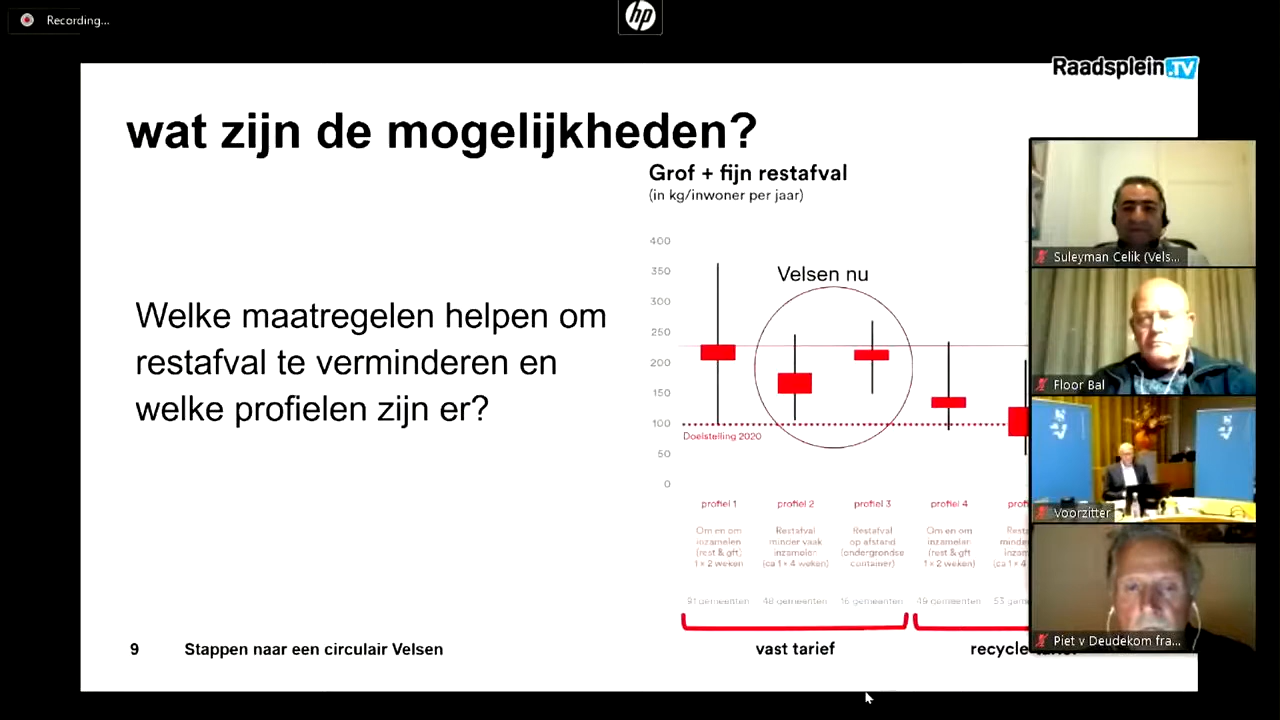 Recording...
hp
Raadsplein.TV
wat zijn de mogelijkheden?
Grof + fijn restafval
(in kg/inwoner per jaar)
400
350
300
250
200
150
100
50
0
Velsen nu
Doelstelling 2020
Welke maatregelen helpen om
restafval te verminderen en
welke profielen zijn er?
profiel 1
Om en om
inzamelen
(rest & gft)
1 × 2 weken
91 gemeenten
profiel 2
Restafval
minder vaak
inzamelen
(ca 1 × 4 weken)
48 gemeenten
profiel 3
Restafval
op afstand
(ondergrondse
container)
16 gemeenten
profiel 4
Om en om
inzamelen
(rest & gft
1 × 2 weken)
49 gemeenten
vast tarief
9
Stappen naar een circulair Velsen
Suleyman Celik (Vels...
Floor Bal
Voorzitter
Piet v Deudekom fra...